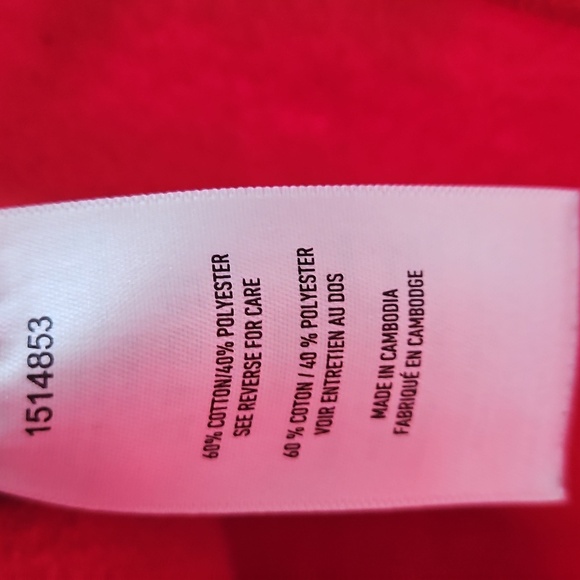 1514853
60% COTTON/40% POLYESTER
SEE REVERSE FOR CARE
60 % COTON / 40 % POLYESTER
VOIR ENTRETIEN AU DOS
MADE IN CAMBODIA
FABRIQUÉ EN CAMBODGE